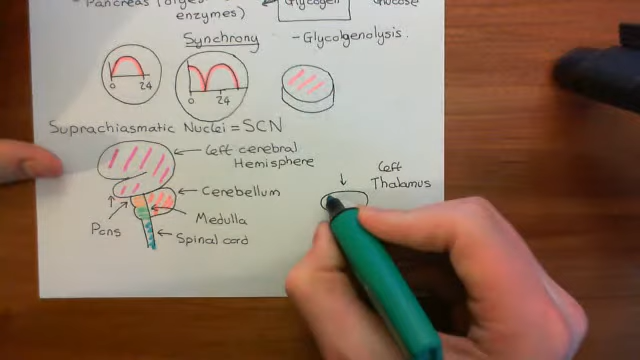 Pancreas (
enzymes)
Glycogen
Glucose
Synchrony
- Glycolgenolysis.
0 24
0 24
Suprachiasmatic Nuclei = SCN
Left cerebral
Hemisphere
Left
Thalamus
Cerebellum
Medulla
Pons
Spinal cord